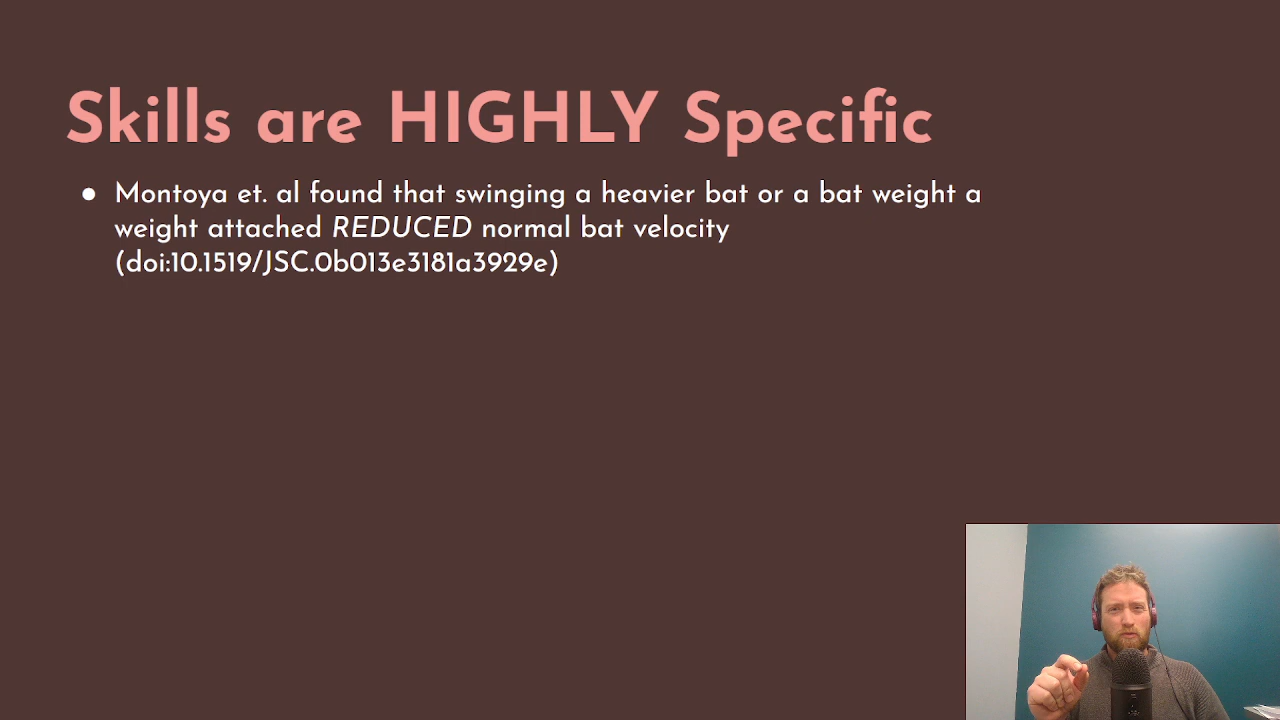 Skills are HIGHLY Specific
● Montoya et. al found that swinging a heavier bat or a bat weight a
weight attached REDUCED normal bat velocity
(doi:10.1519/JSC.0b013e3181a3929e)